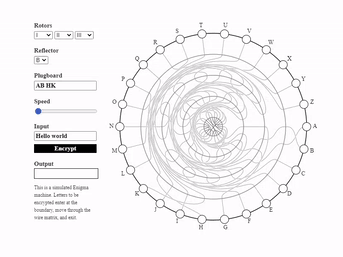 Rotors
I II III
Reflector
B
Plugboard
AB HK
Speed
Input
Hello world
Encrypt
Output
This is a simulated Enigma
machine. Letters to be
encrypted enter at the
boundary, move through the
wire matrix, and exit.
T U
S V
R W
Q X
P Y
O Z
N A
M B
L C
K D
J E
I F
H G